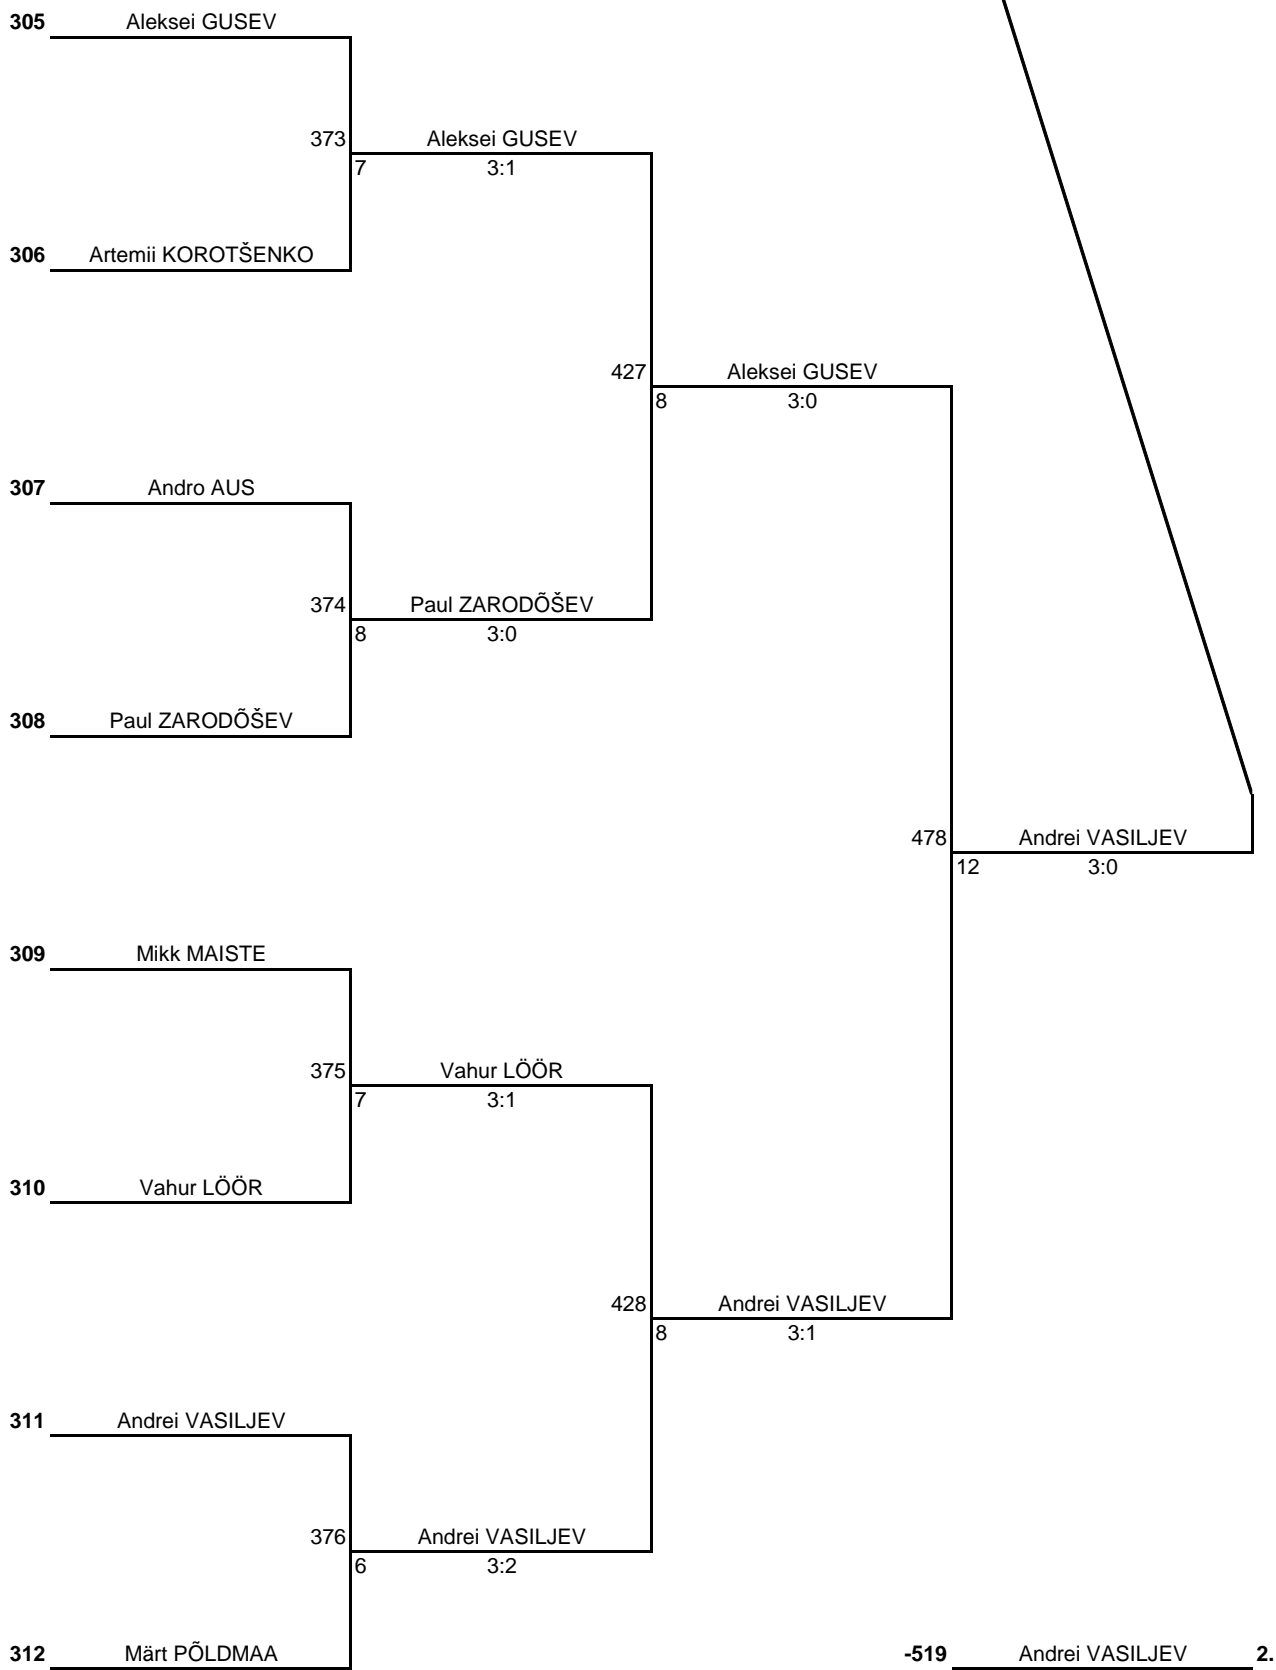 305 Aleksei GUSEV
373 Aleksei GUSEV
7 3:1
306 Artemii KOROTŠENKO
427 Aleksei GUSEV
8 3:0
307 Andro AUS
374 Paul ZARODÕŠEV
8 3:0
308 Paul ZARODÕŠEV
478 Andrei VASILJEV
12 3:0
309 Mikk MAISTE
375 Vahur LÖÖR
7 3:1
310 Vahur LÖÖR
428 Andrei VASILJEV
8 3:1
311 Andrei VASILJEV
376 Andrei VASILJEV
6 3:2
312 Märt PÕLDMAA
-519 Andrei VASILJEV 2.